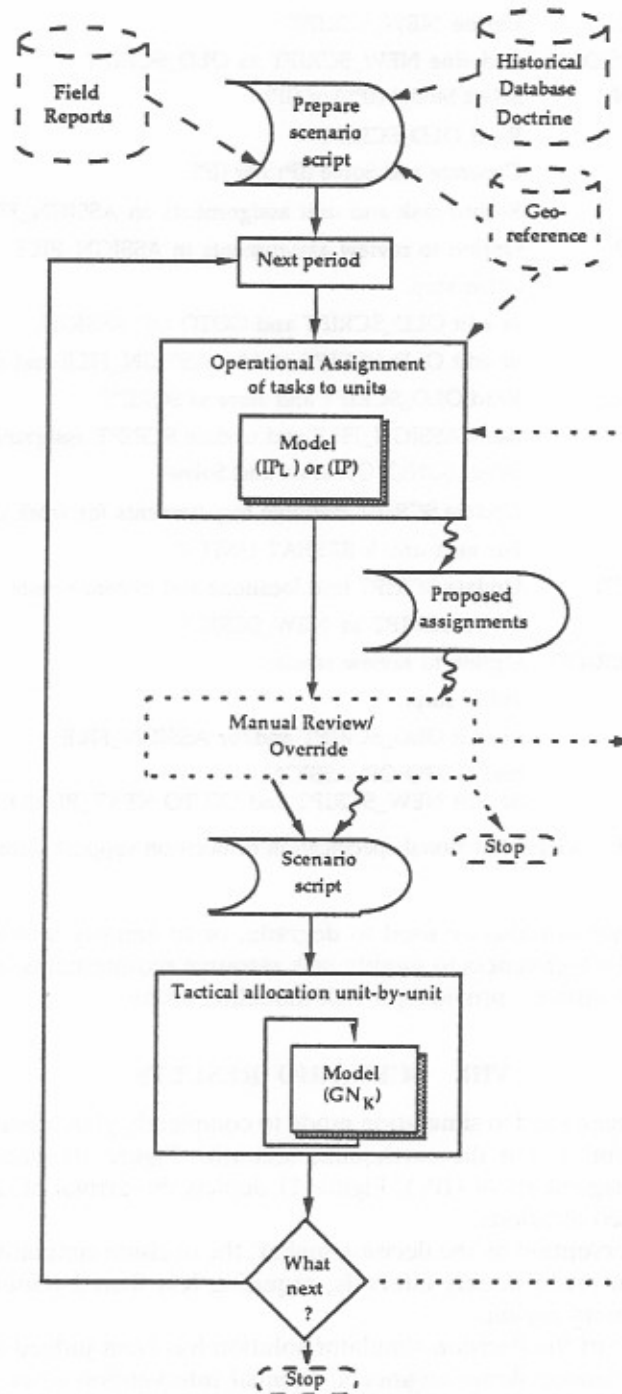 Field
Reports
Prepare
scenario
script
Historical
Database
Doctrine
Geo-
reference
Next period
Operational Assignment
of tasks to units
Model
(IPL) or (IP)
Proposed
assignments
Manual Review/
Override
Stop
Scenario
script
Tactical allocation unit-by-unit
Model
(GNK)
What
next
?
Stop